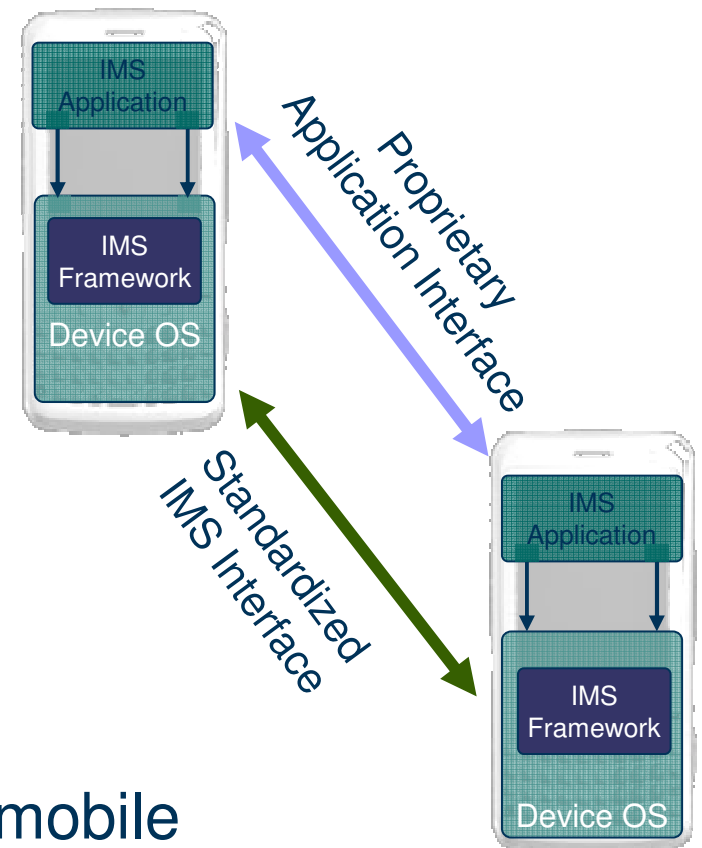 IMS
Application
IMS
Framework
Device OS
Proprietary
Application Interface
Standardized
IMS Interface
IMS
Application
IMS
Framework
Device OS
mobile